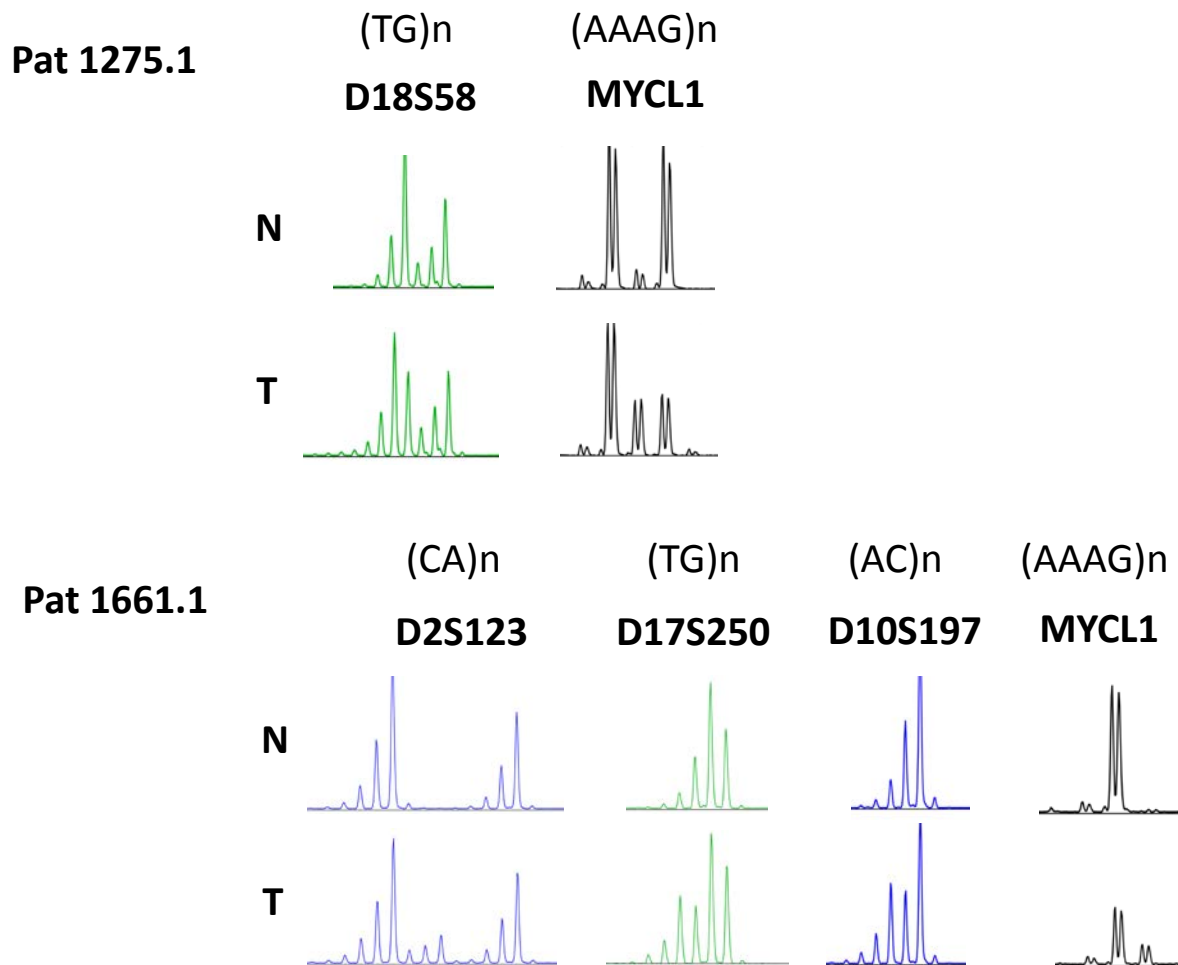 (TG)n (AAAG)n
Pat 1275.1
D18S58 MYCL1
N
T
(CA)n (TG)n (AC)n (AAAG)n
Pat 1661.1
D2S123 D17S250 D10S197 MYCL1
N
T